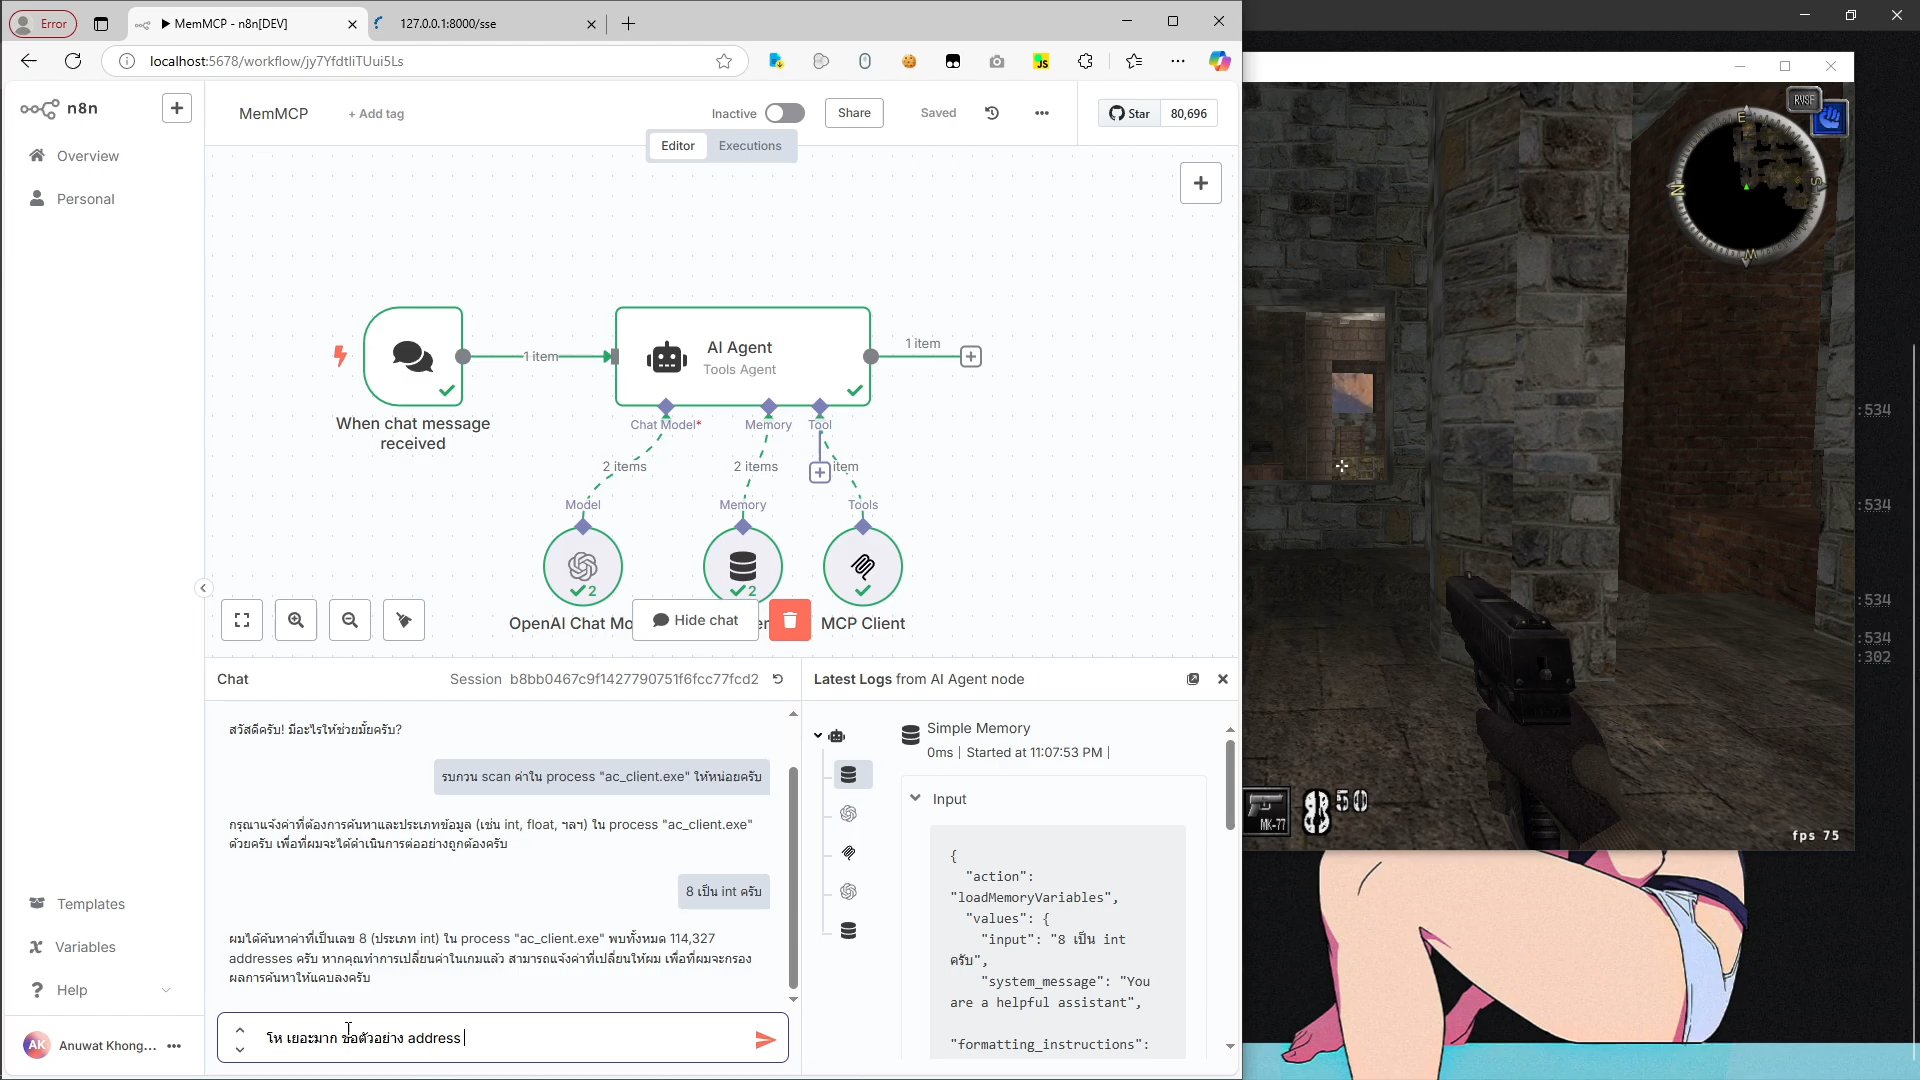 Error
MemMCP - n8n[DEV]
127.0.0.1:8000/sse
localhost:5678/workflow/jy7YfdtIiTUui5Ls
n8n
MemMCP
+ Add tag
Inactive
Share
Saved
Star
80,696
Editor
Executions
Overview
Personal
1 item
AI Agent
Tools Agent
1 item
When chat message
received
Chat Model*
Memory
Tool
2 items
2 items
item
Model
Memory
Tools
2
2
OpenAI Chat Mo
Hide chat
MCP Client
Chat
Session b8bb0467c9f1427790751f6fcc77fcd2
Latest Logs from AI Agent node
สวัสดีครับ! มีอะไรให้ช่วยมั้ยครับ?
รบกวน scan ค่าใน process "ac_client.exe" ให้หน่อยครับ
กรุณาแจ้งค่าที่ต้องการค้นหาและประเภทข้อมูล (เช่น int, float, ฯลฯ) ใน process "ac_client.exe"
ด้วยครับ เพื่อที่ผมจะได้ดำเนินการต่ออย่างถูกต้องครับ
8 เป็น int ครับ
ผมได้ค้นหาค่าที่เป็นเลข 8 (ประเภท int) ใน process "ac_client.exe" พบทั้งหมด 114,327
addresses ครับ หากคุณทำการเปลี่ยนค่าในเกมแล้ว สามารถแจ้งค่าที่เปลี่ยนให้ผม เพื่อที่ผมจะกรอง
ผลการค้นหาให้แคบลงครับ
โห เยอะมาก ขอตัวอย่าง address
Simple Memory
0ms | Started at 11:07:53 PM |
Input
{
"action":
"loadMemoryVariables",
"values": {
"input": "8 เป็น int
ครับ",
"system_message": "You
are a helpful assistant",
"formatting_instructions":
Templates
Variables
Help
AK
Anuwat Khong...
RVSF
E
S
N
W
MK-77
8
50
fps 75
:534
:534
:534
:534
:302